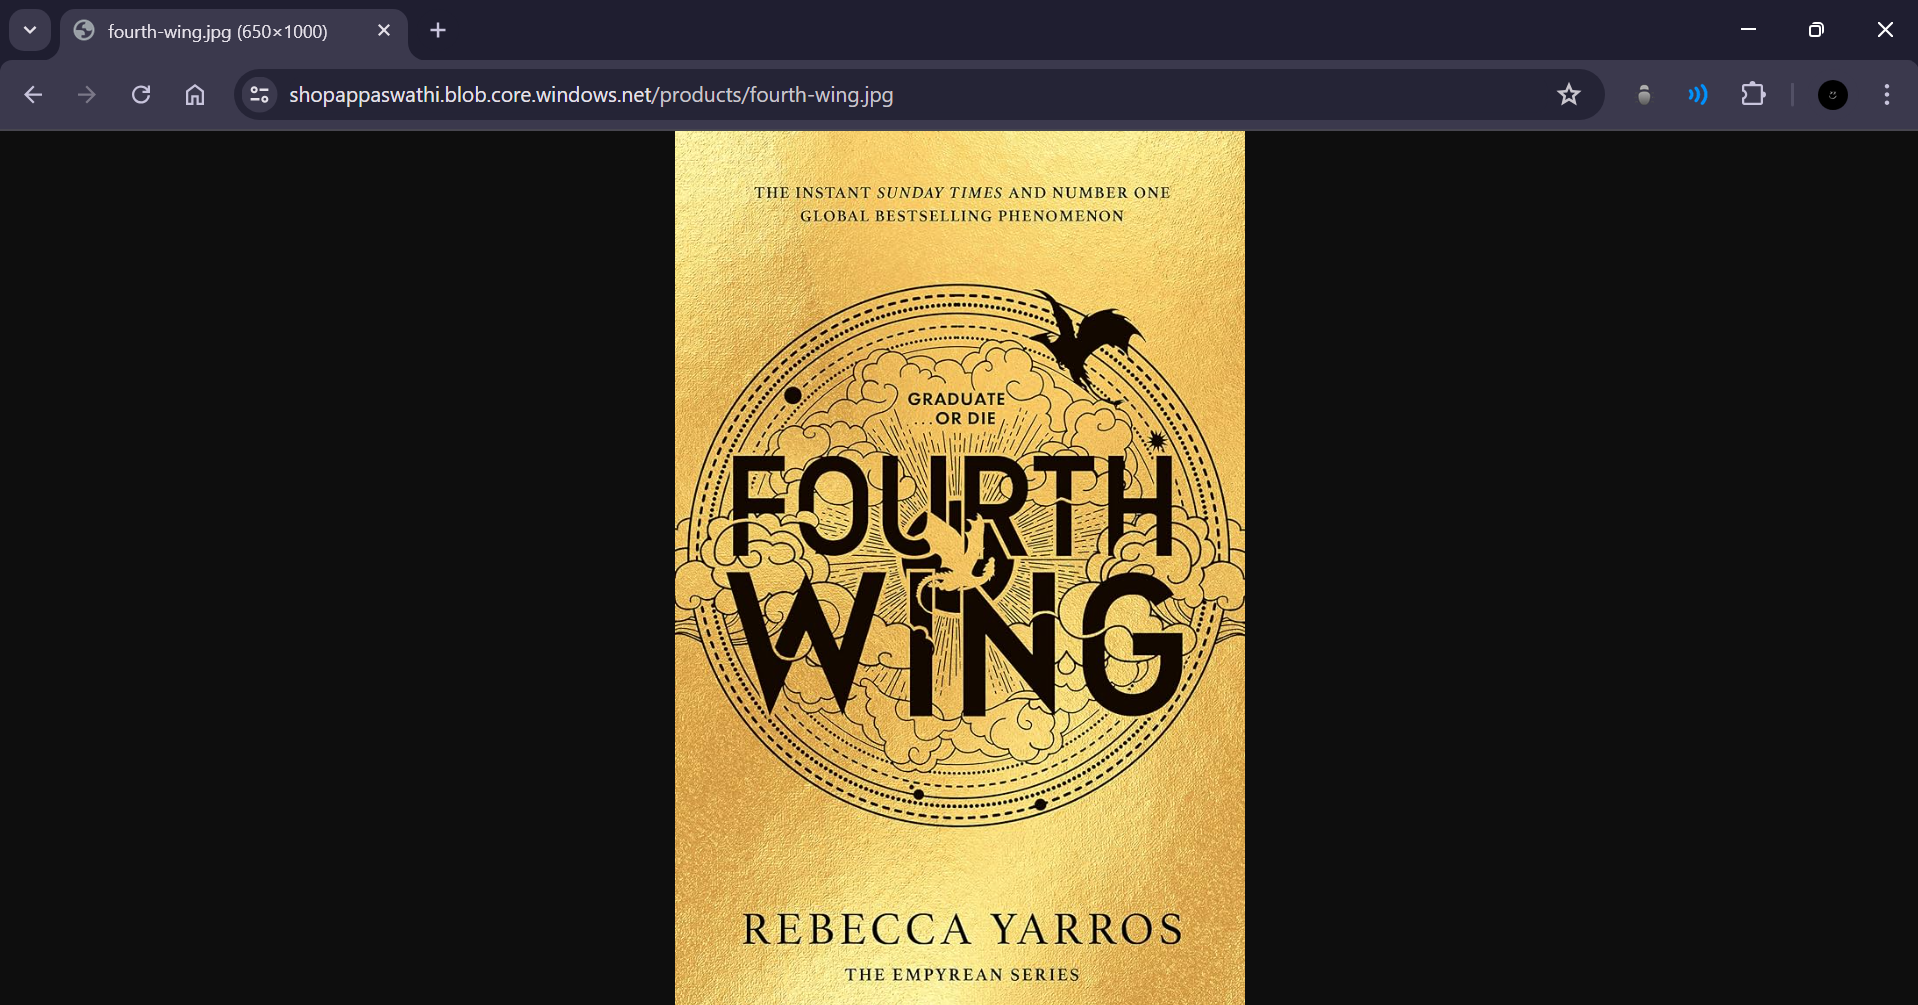 fourth-wing.jpg (650×1000)
shopappaswathi.blob.core.windows.net/products/fourth-wing.jpg
THE INSTANT SUNDAY TIMES AND NUMBER ONE
GLOBAL BESTSELLING PHENOMENON
GRADUATE
OR DIE
FOURTH
WING
REBECCA YARROS
THE EMPYREAN SERIES